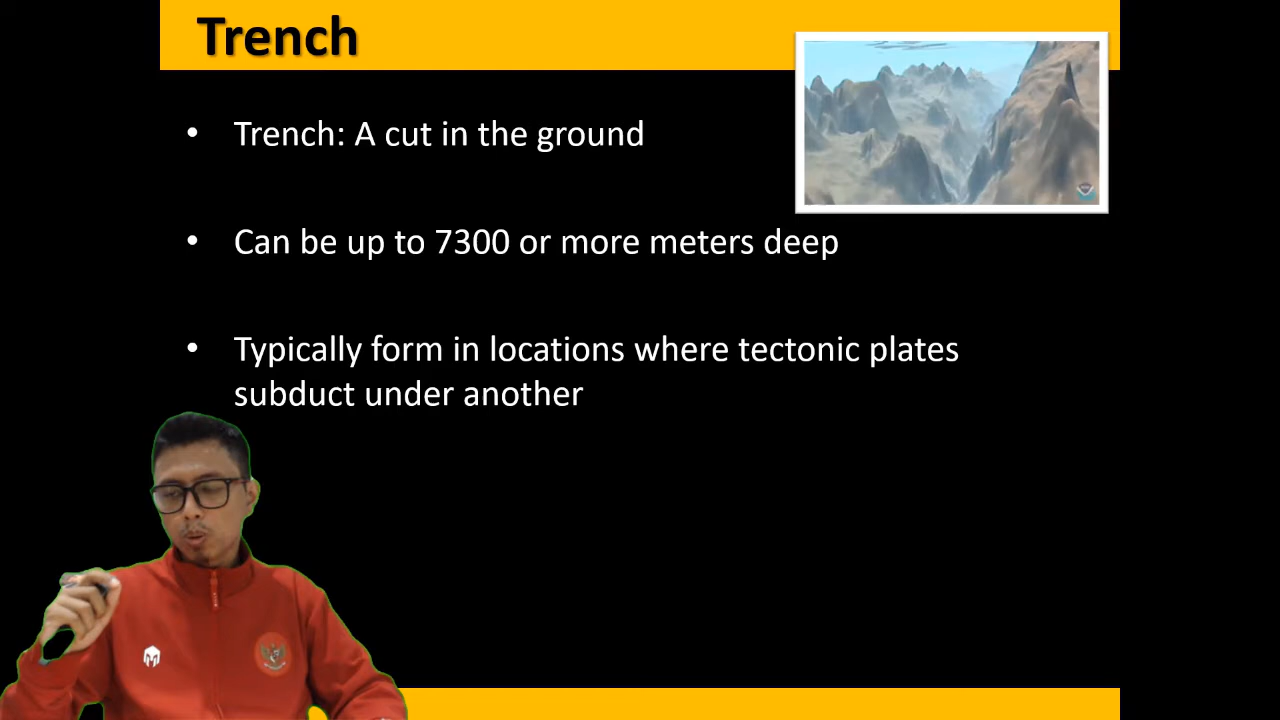 Trench
• Trench: A cut in the ground
• Can be up to 7300 or more meters deep
• Typically form in locations where tectonic plates
subduct under another